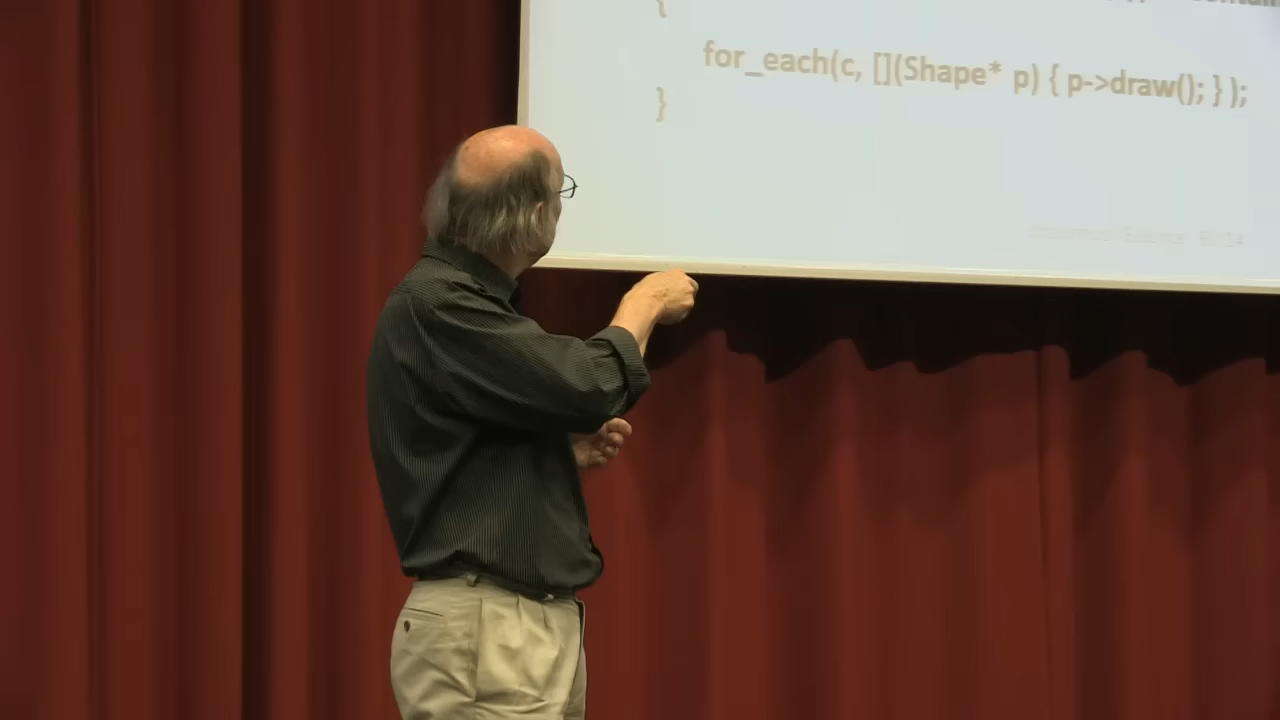 {
for_each(c, [](Shape* p) { p->draw(); } );
}